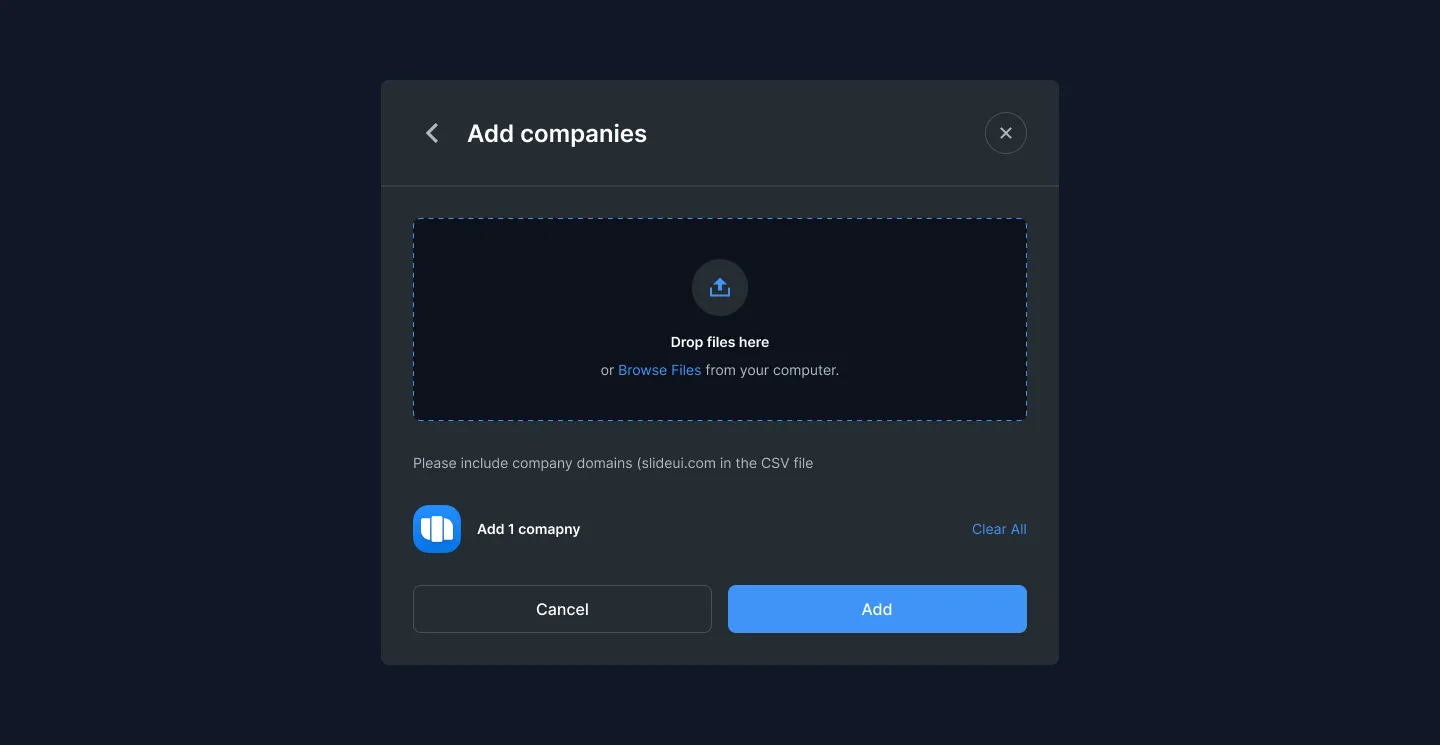 Add companies
Drop files here
or Browse Files from your computer.
Please include company domains (slideui.com in the CSV file
Add 1 comapny
Clear All
Cancel
Add